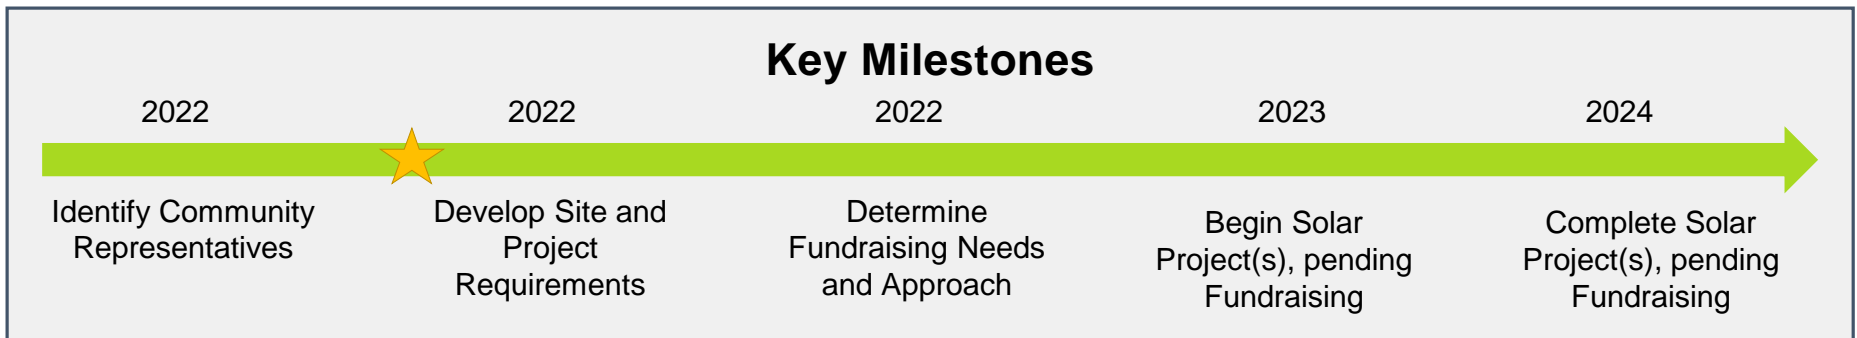 Key Milestones
2022
2022
2022
2023
2024
Identify Community
Representatives
Develop Site and
Project
Requirements
Determine
Fundraising Needs
and Approach
Begin Solar
Project(s), pending
Fundraising
Complete Solar
Project(s), pending
Fundraising